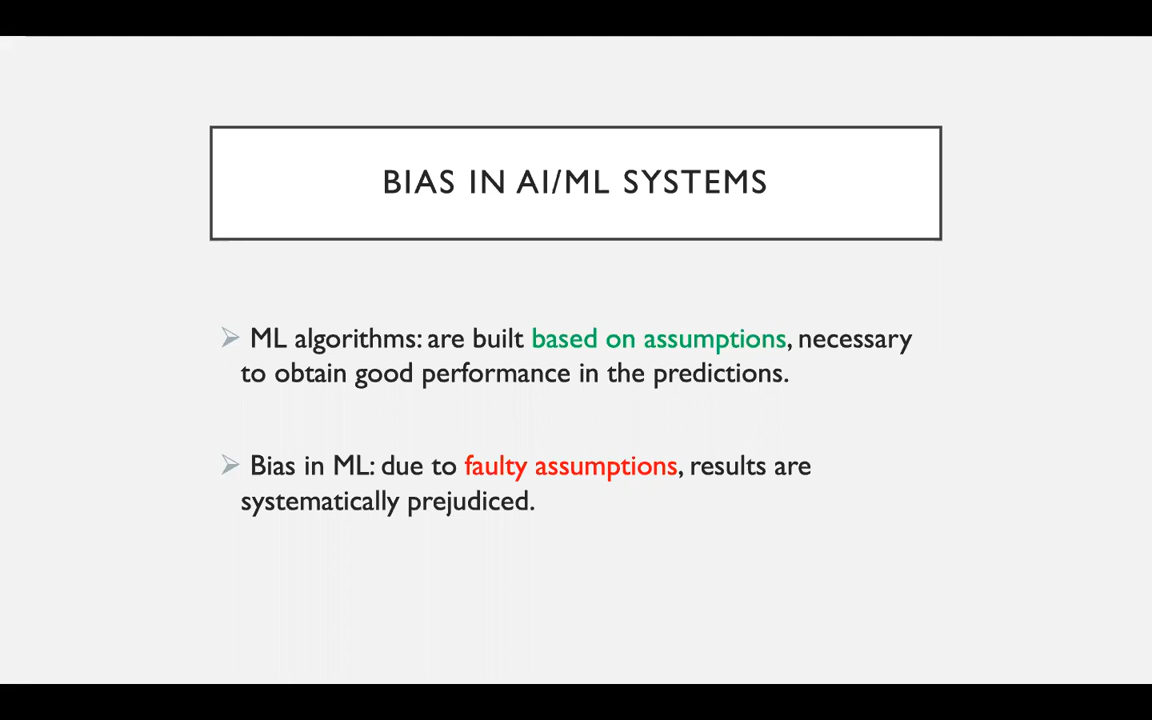 BIAS IN AI/ML SYSTEMS
ML algorithms: are built based on assumptions, necessary
to obtain good performance in the predictions.
Bias in ML: due to faulty assumptions, results are
systematically prejudiced.